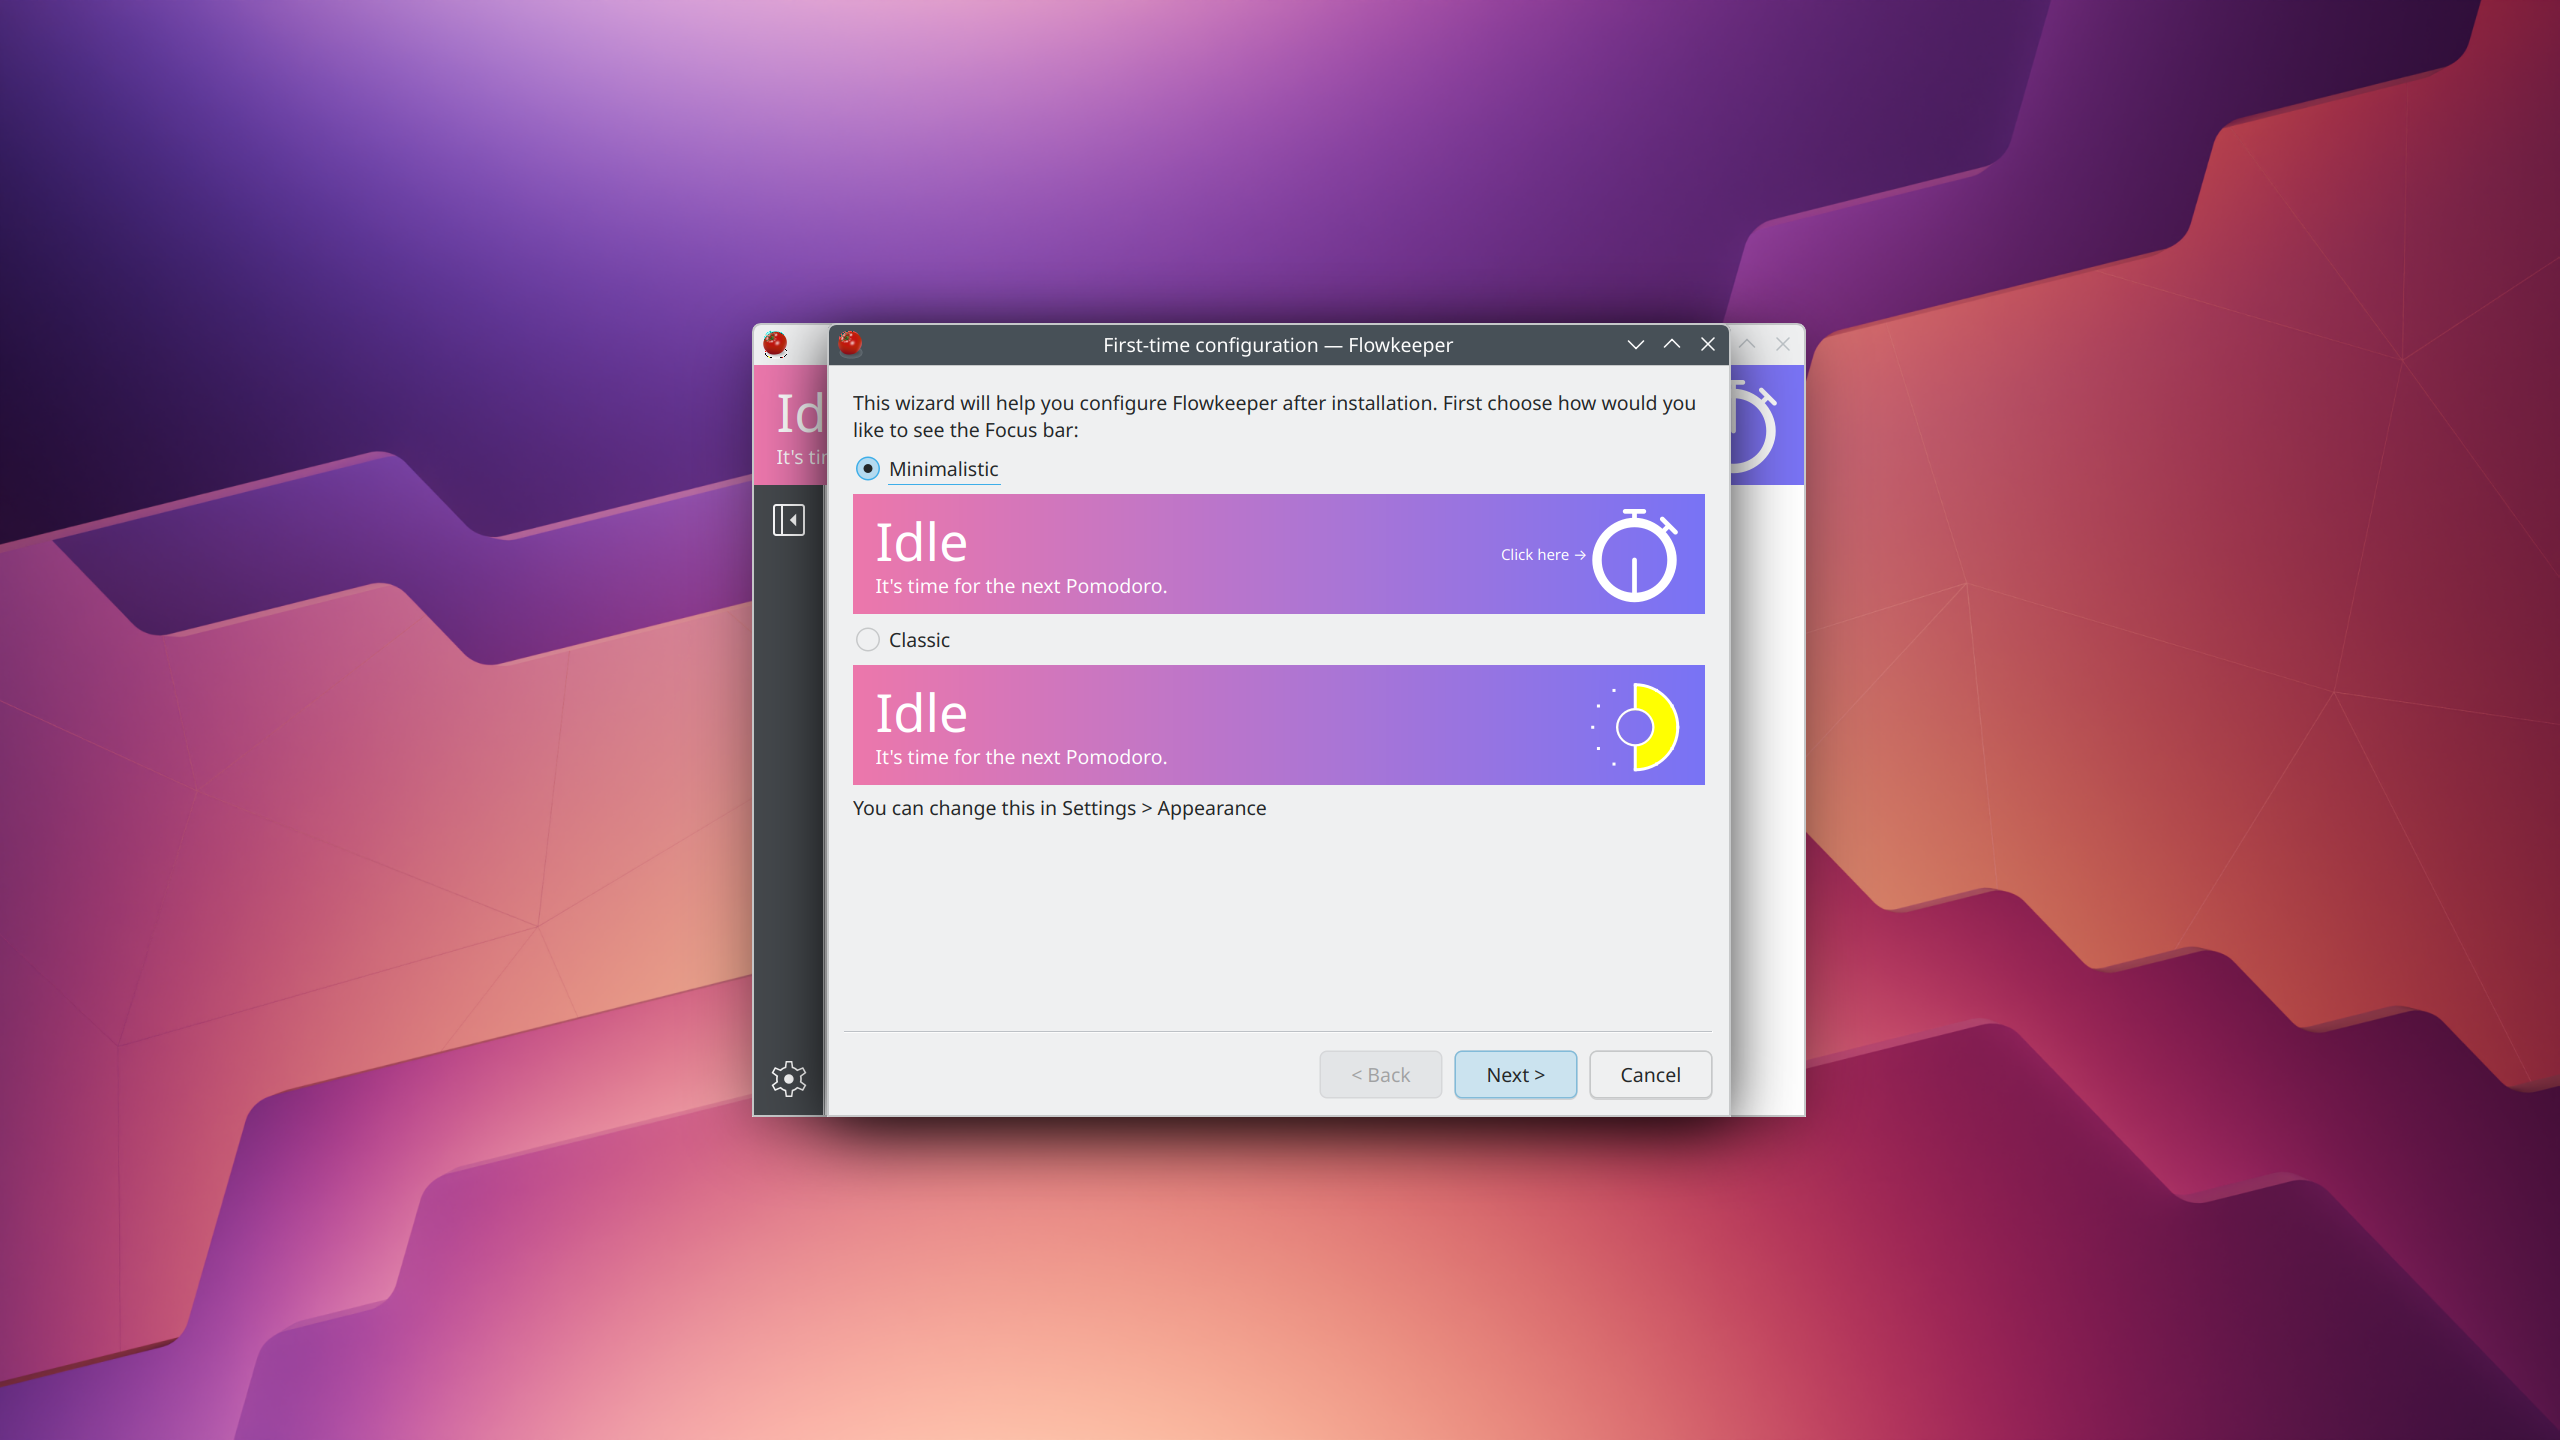 First-time configuration — Flowkeeper
Id
It's tir
This wizard will help you configure Flowkeeper after installation. First choose how would you
like to see the Focus bar:
Minimalistic
Idle
It's time for the next Pomodoro.
Click here →
Classic
Idle
It's time for the next Pomodoro.
You can change this in Settings > Appearance
< Back
Next >
Cancel